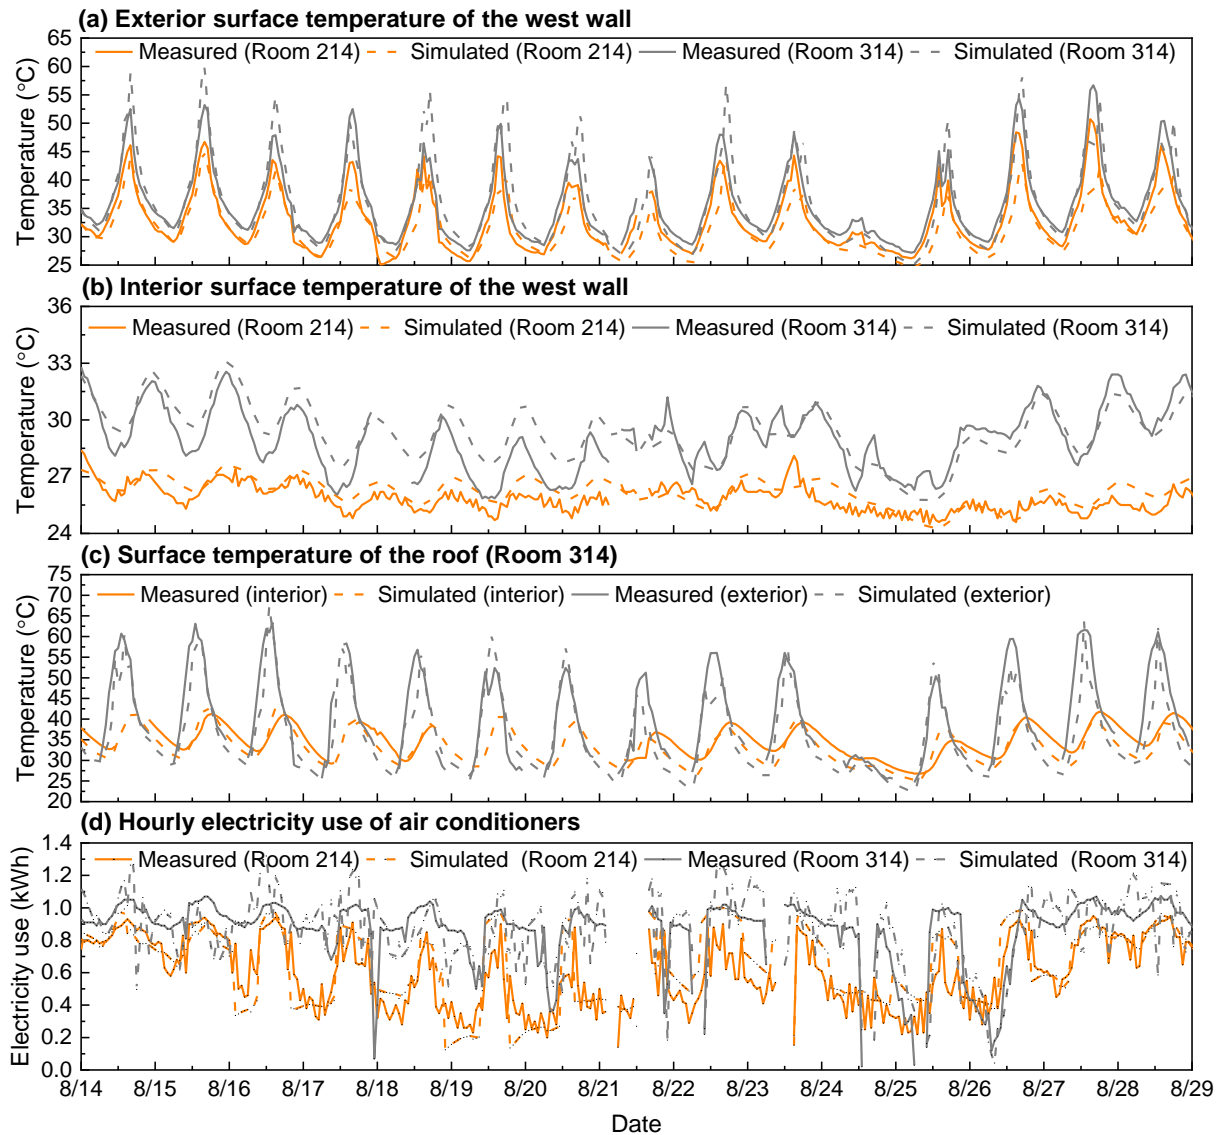 (a) Exterior surface temperature of the west wall
Measured (Room 214) Simulated (Room 214) Measured (Room 314) Simulated (Room 314)
Temperature (°C)
65
60
55
50
45
40
35
30
25
(b) Interior surface temperature of the west wall
Measured (Room 214) Simulated (Room 214) Measured (Room 314) Simulated (Room 314)
Temperature (°C)
36
33
30
27
24
(c) Surface temperature of the roof (Room 314)
Measured (interior) Simulated (interior) Measured (exterior) Simulated (exterior)
Temperature (°C)
75
70
65
60
55
50
45
40
35
30
25
20
(d) Hourly electricity use of air conditioners
Measured (Room 214) Simulated (Room 214) Measured (Room 314) Simulated (Room 314)
Electricity use (kWh)
1.4
1.2
1.0
0.8
0.6
0.4
0.2
0.0
8/14 8/15 8/16 8/17 8/18 8/19 8/20 8/21 8/22 8/23 8/24 8/25 8/26 8/27 8/28 8/29
Date